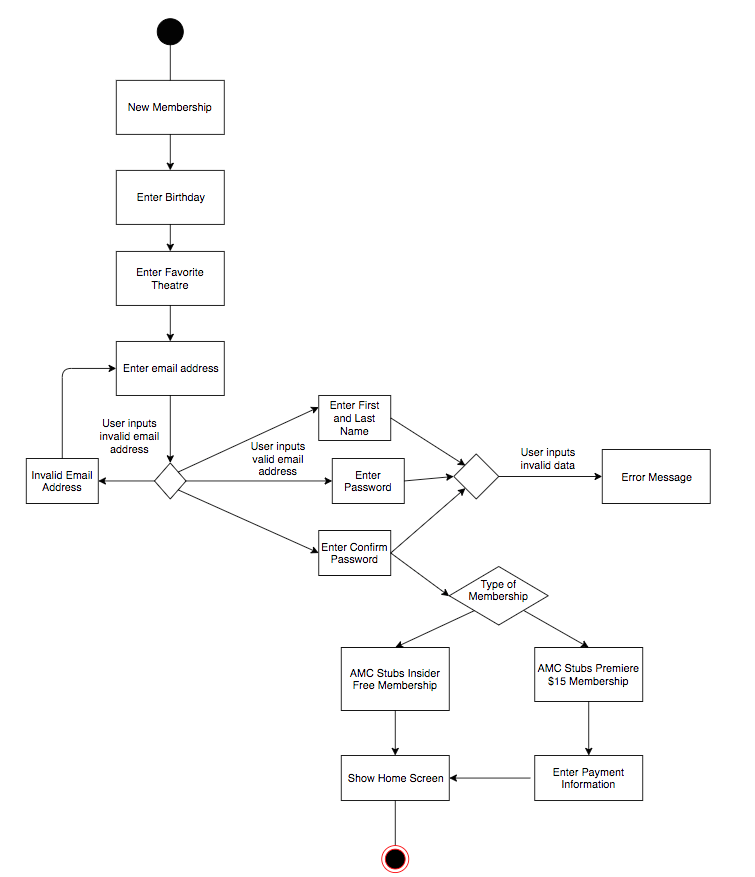 New Membership
Enter Birthday
Enter Favorite
Theatre
Enter email address
User inputs
invalid email
address
Invalid Email
Address
User inputs
valid email
address
Enter First
and Last
Name
Enter
Password
Enter Confirm
Password
User inputs
invalid data
Error Message
Type of
Membership
AMC Stubs Insider
Free Membership
AMC Stubs Premiere
$15 Membership
Show Home Screen
Enter Payment
Information